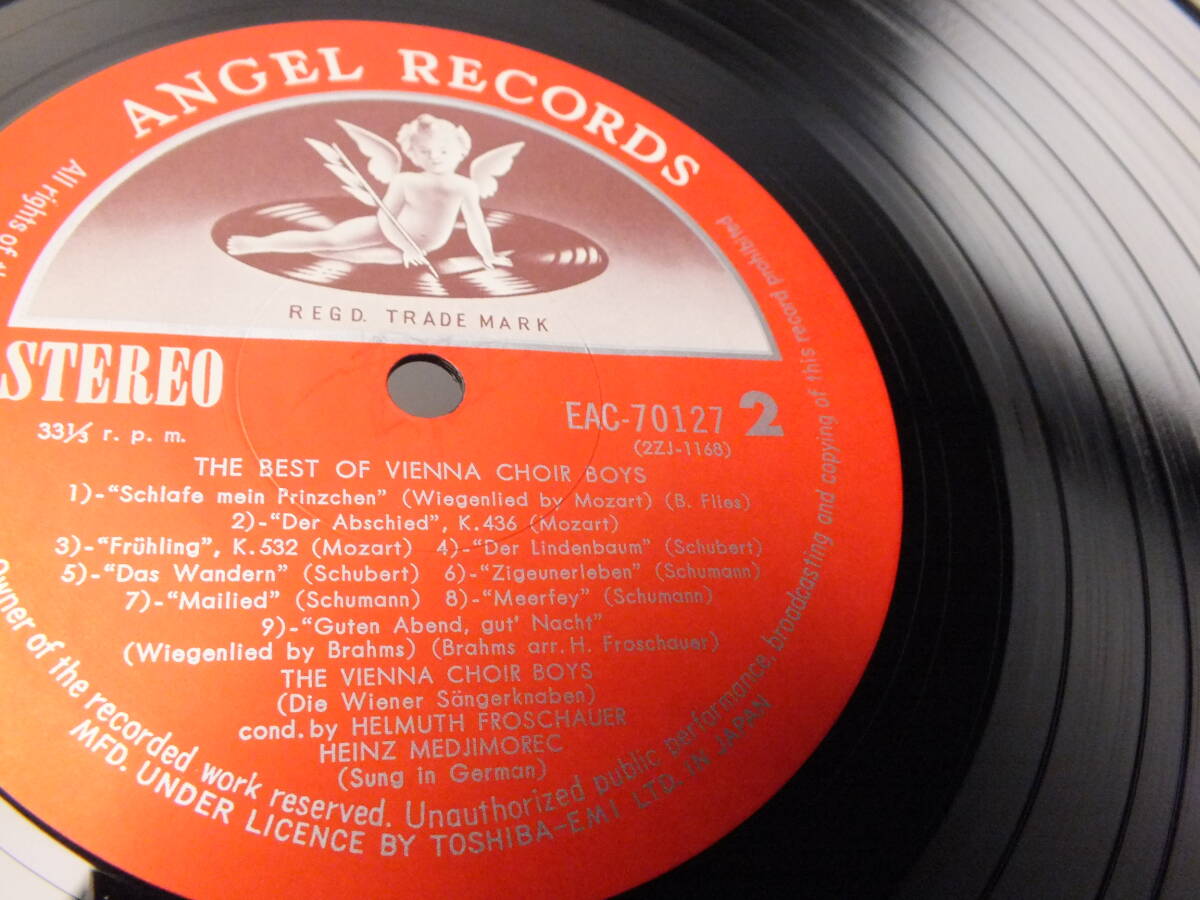 ANGEL RECORDS
REGD. TRADE MARK
STEREO
33⅓ r. p. m.
EAC-70127 2
(2ZJ-1168)
THE BEST OF VIENNA CHOIR BOYS
1)-“Schlafe mein Prinzchen” (Wiegenlied by Mozart) (B. Flies)
2)-“Der Abschied”, K. 436 (Mozart)
3)-“Frühling”, K. 532 (Mozart) 4)-“Der Lindenbaum” (Schubert)
5)-“Das Wandern” (Schubert) 6)-“Zigeunerleben” (Schumann)
7)-“Mailied” (Schumann) 8)-“Meerfey” (Schumann)
9)-“Guten Abend, gut' Nacht”
(Wiegenlied by Brahms) (Brahms arr. H. Froschauer)
THE VIENNA CHOIR BOYS
(Die Wiener Sängerknaben)
cond. by HELMUTH FROSCHAUER
HEINZ MEDJIMOREC
(Sung in German)
All rights of
Owner of the recorded work reserved. Unauthorized public performance, broadcasting and copying of this record prohibited
MFD. UNDER LICENCE BY TOSHIBA-EMI LTD. IN JAPAN